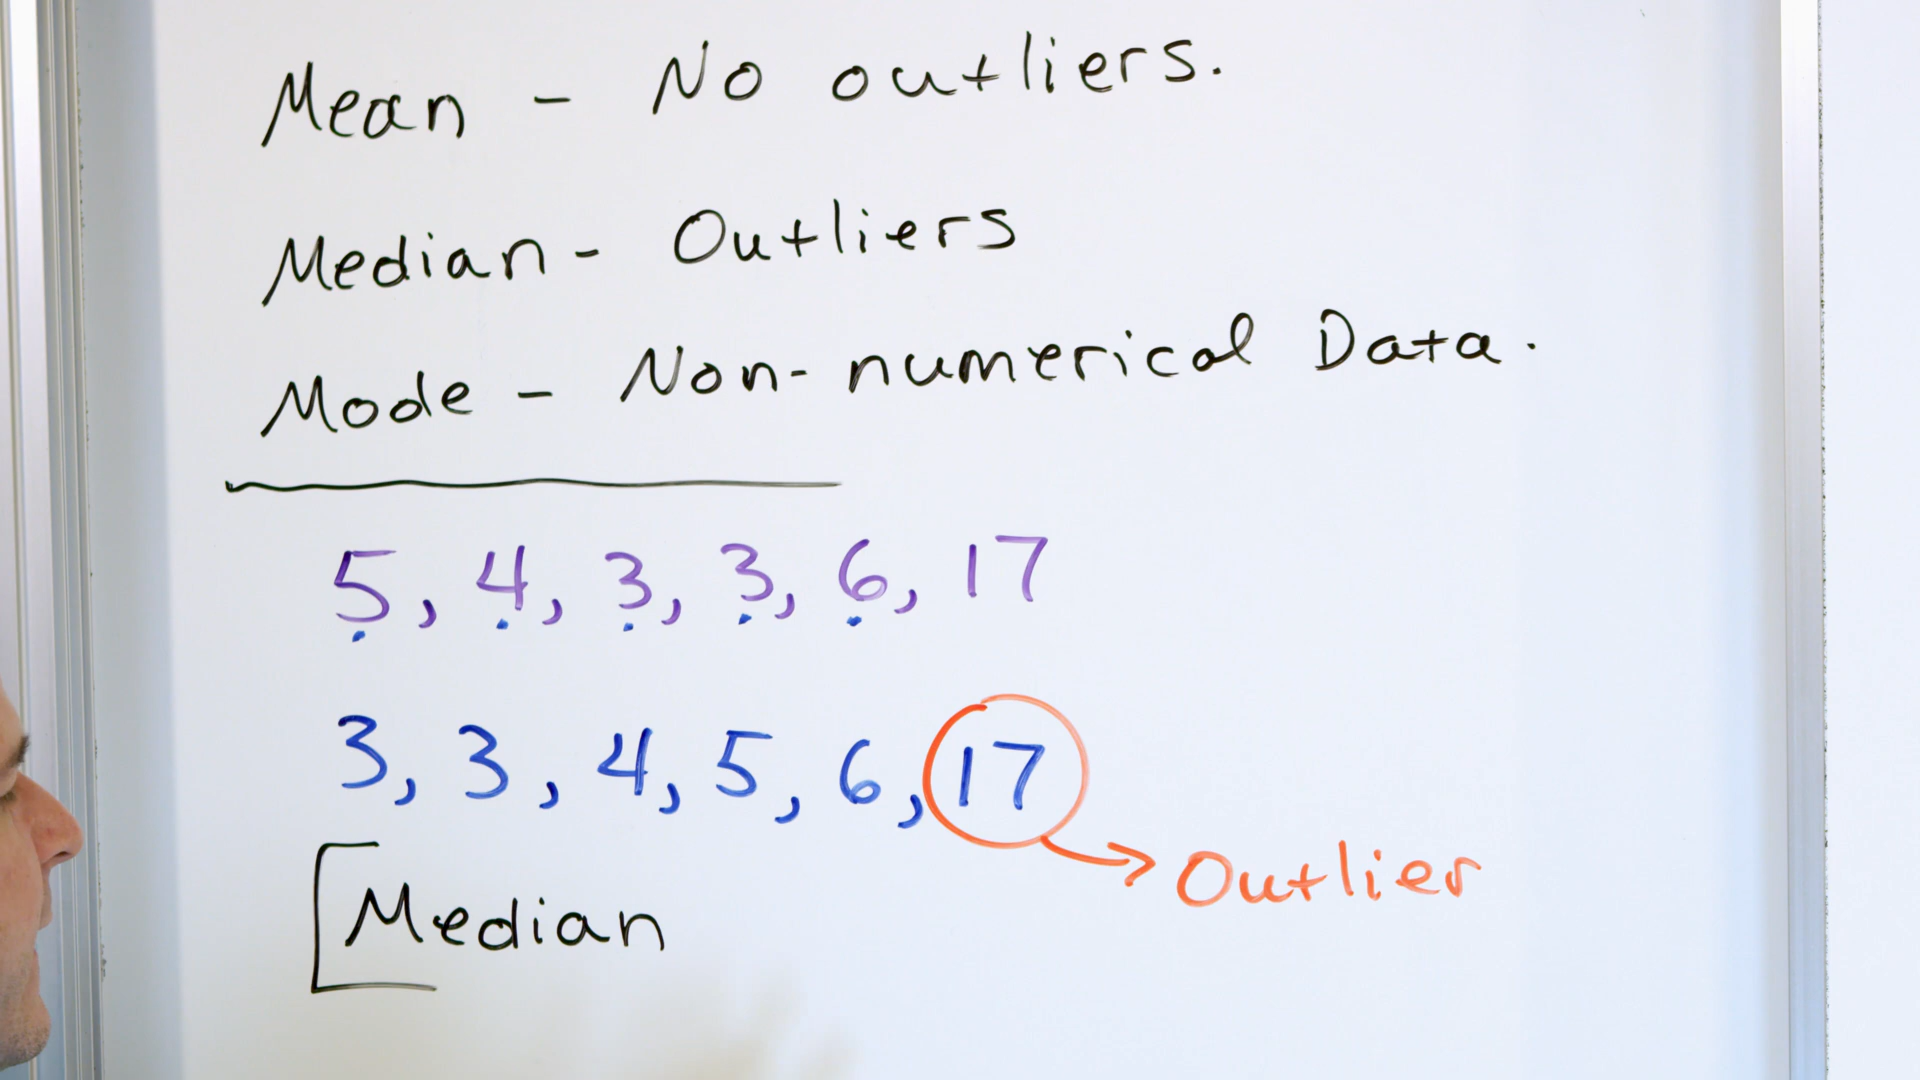 Mean - No outliers.
Median - Outliers
Mode - Non-numerical Data.
5, 4, 3, 3, 6, 17
3, 3, 4, 5, 6, 17
Outlier
Median